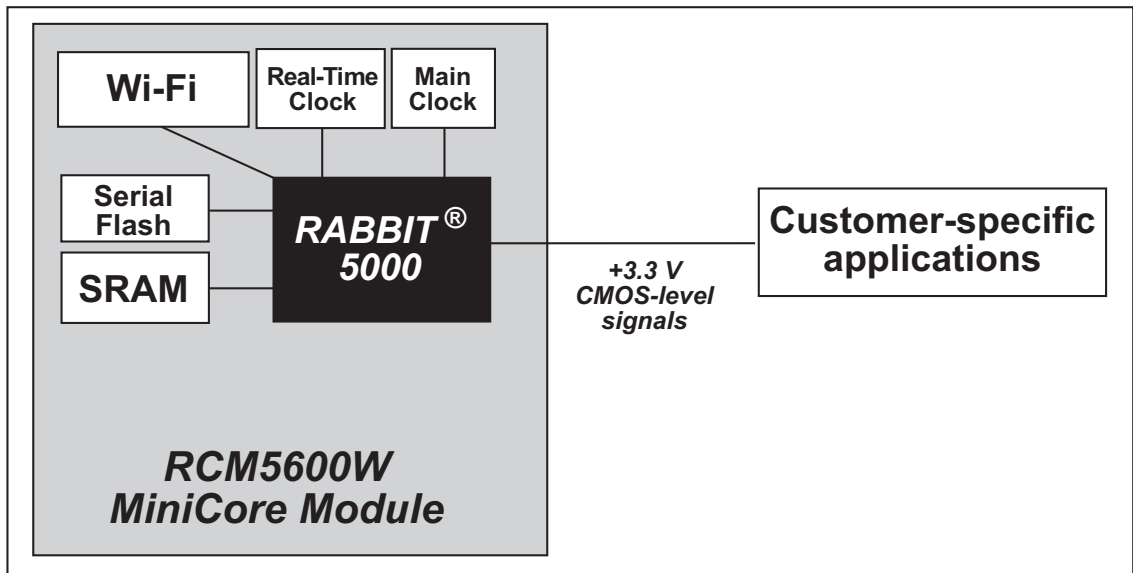 Wi-Fi
Real-Time
Clock
Main
Clock
Serial
Flash
SRAM
RABBIT®
5000
+3.3 V
CMOS-level
signals
Customer-specific
applications
RCM5600W
MiniCore Module